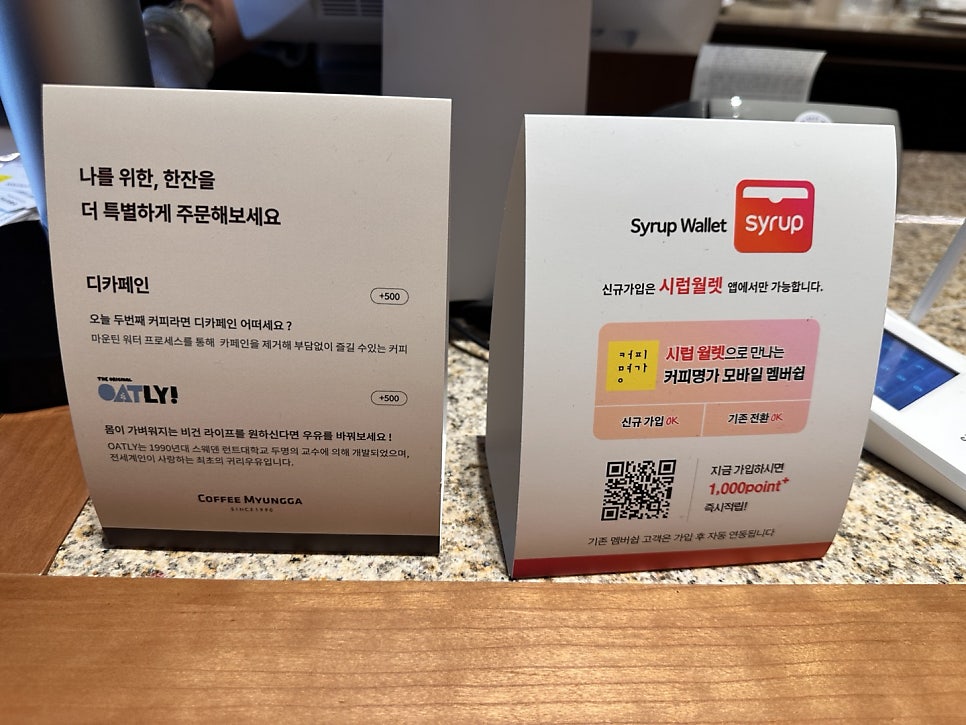 나를 위한, 한잔을
더 특별하게 주문해보세요
디카페인
+500
오늘 두번째 커피라면 디카페인 어떠세요?
마운틴 워터 프로세스를 통해 카페인을 제거해 부담없이 즐길 수있는 커피
THE ORIGINAL
OATLY!
+500
몸이 가벼워지는 비건 라이프를 원하신다면 우유를 바꿔보세요!
OATLY는 1990년대 스웨덴 런트대학교 두명의 교수에 의해 개발되었으며,
전세계인이 사랑하는 최초의 귀리우유입니다.
COFFEE MYUNGGA
SINCE1990
Syrup Wallet
syrup
신규가입은 시럽월렛 앱에서만 가능합니다.
커피
명가
시럽 월렛으로 만나는
커피명가 모바일 멤버쉽
신규 가입 OK
기존 전환 OK
지금 가입하시면
1,000point+
즉시적립!
기존 멤버쉽 고객은 가입 후 자동 연동됩니다